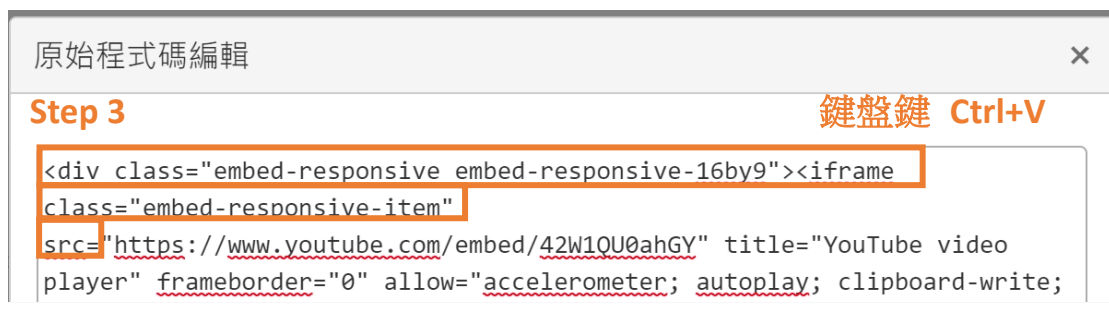 原始程式碼編輯 ×
Step 3 鍵盤鍵 Ctrl+V
<div class="embed-responsive embed-responsive-16by9"><iframe
class="embed-responsive-item"
src="https://www.youtube.com/embed/42W1QU0ahGY" title="YouTube video
player" frameborder="0" allow="accelerometer; autoplay; clipboard-write;